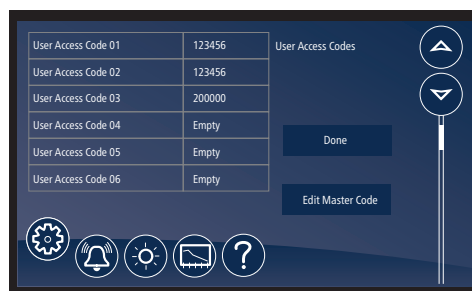 User Access Code 01 123456 User Access Codes
User Access Code 02 123456
User Access Code 03 200000
User Access Code 04 Empty
User Access Code 05 Empty
User Access Code 06 Empty
Done
Edit Master Code
?